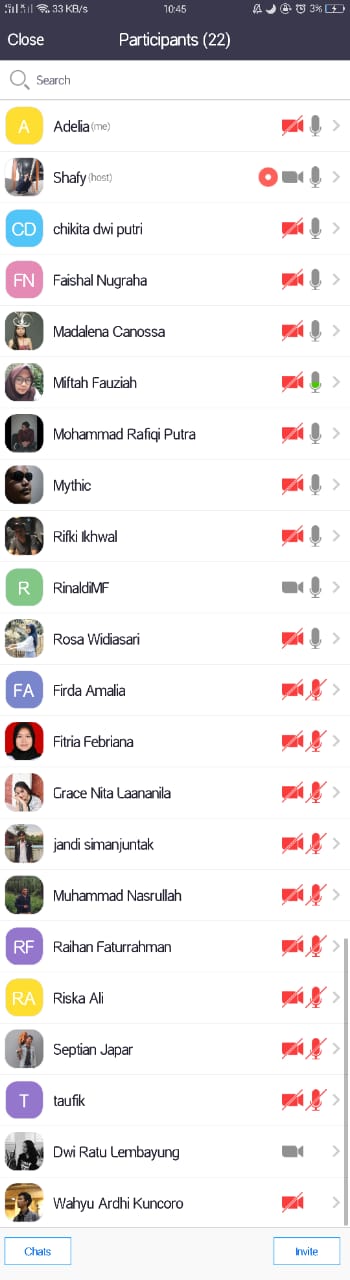 33 KB/s 10:45 3%
Close Participants (22)
Search
A Adelia (me)
Shafy (host)
CD chikita dwi putri
FN Faishal Nugraha
Madalena Canossa
Miftah Fauziah
Mohammad Rafiqi Putra
Mythic
Rifki Ikhwal
R RinaldiMF
Rosa Widiasari
FA Firda Amalia
Fitria Febriana
Grace Nita Laananila
jandi simanjuntak
Muhammad Nasrullah
RF Raihan Faturrahman
RA Riska Ali
Septian Japar
T taufik
Dwi Ratu Lembayung
Wahyu Ardhi Kuncoro
Chats Invite